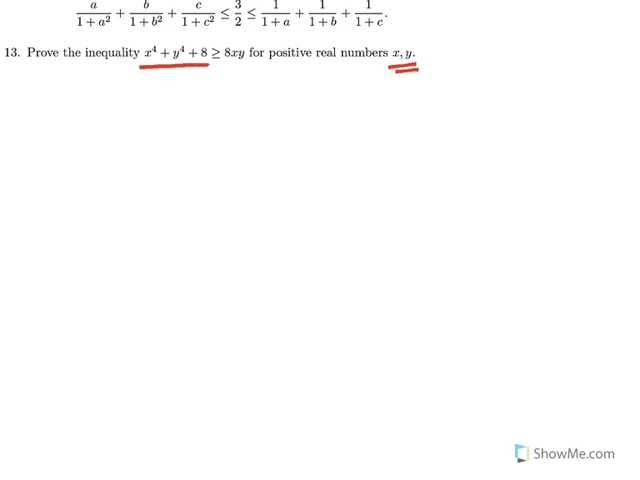 a/(1 + a²) + b/(1 + b²) + c/(1 + c²) ≤ 3/2 ≤ 1/(1 + a) + 1/(1 + b) + 1/(1 + c).
13. Prove the inequality x⁴ + y⁴ + 8 ≥ 8xy for positive real numbers x, y.
ShowMe.com